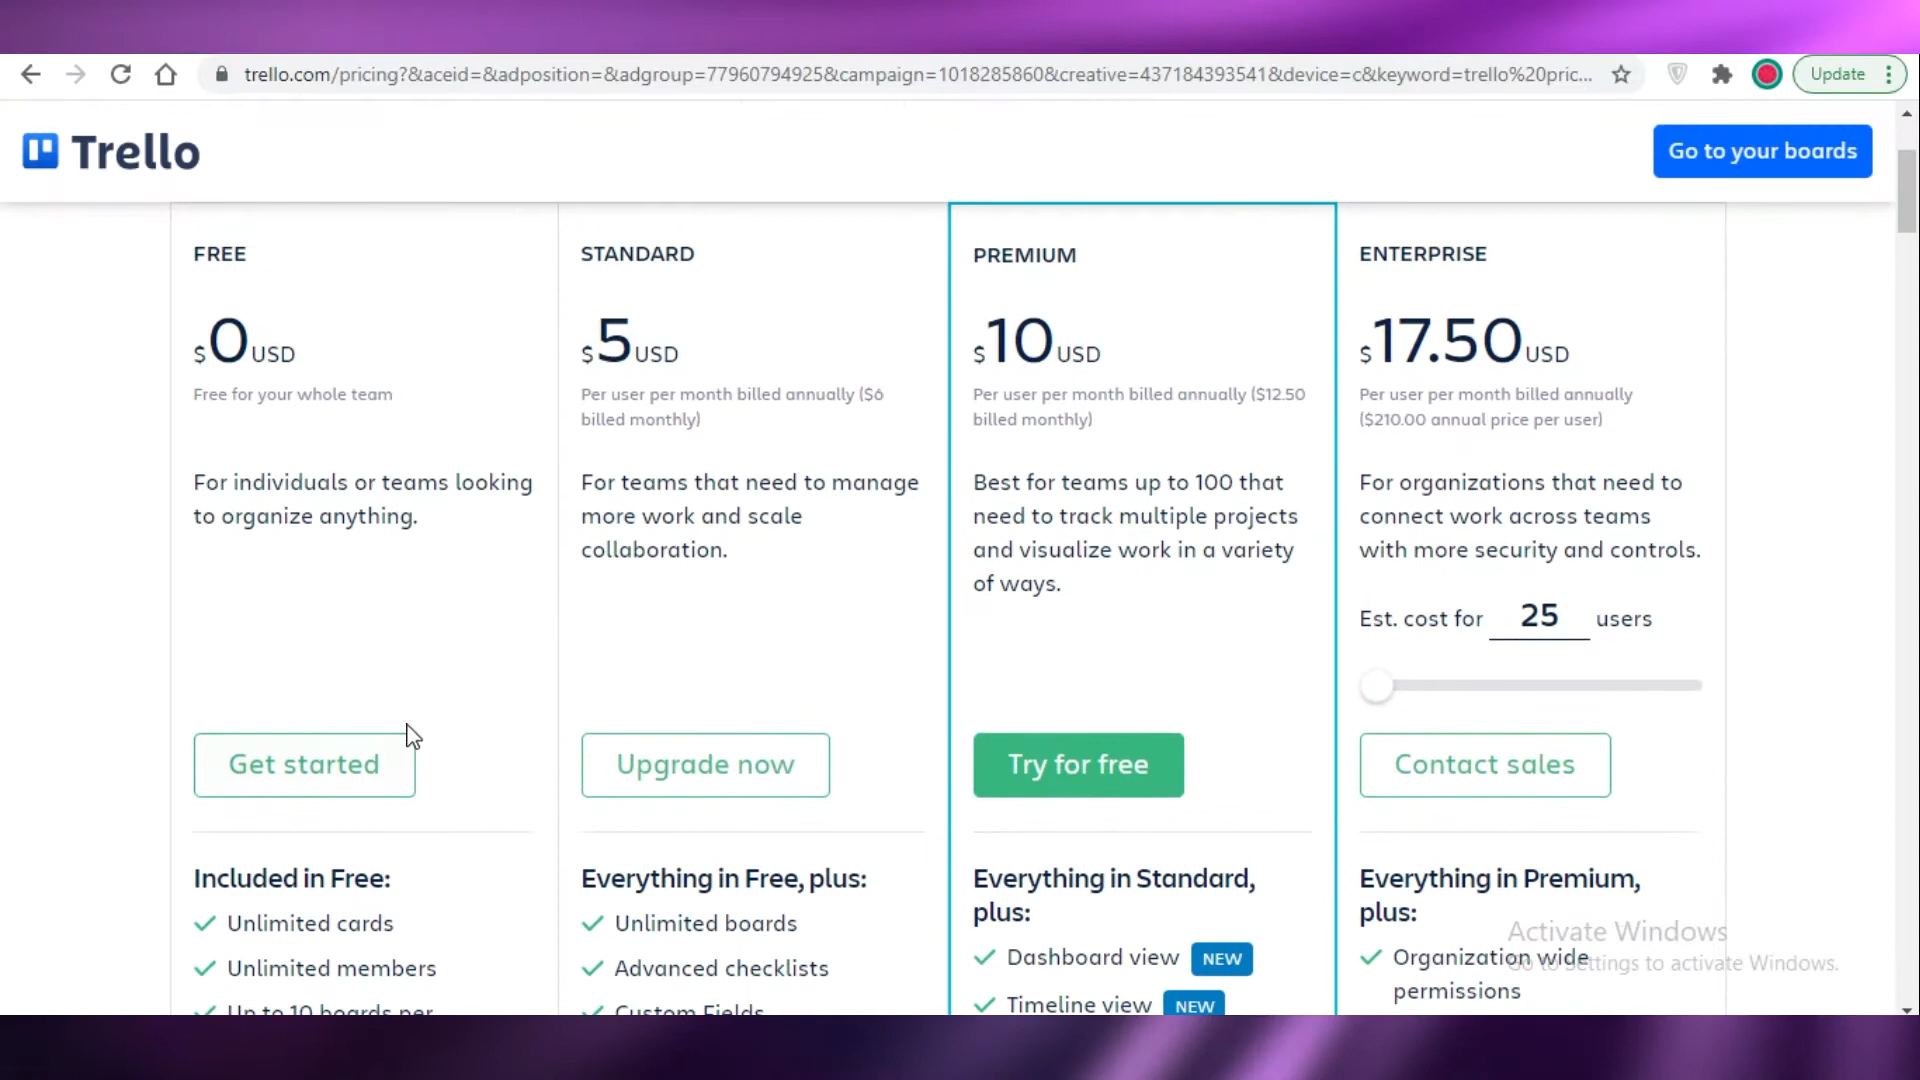 trello.com/pricing?&aceid=&adposition=&adgroup=77960794925&campaign=1018285860&creative=437184393541&device=c&keyword=trello%20pric...
Update
Trello
Go to your boards
FREE
$0USD
Free for your whole team
For individuals or teams looking
to organize anything.
Get started
Included in Free:
Unlimited cards
Unlimited members
Up to 10 boards per
STANDARD
$5USD
Per user per month billed annually ($6
billed monthly)
For teams that need to manage
more work and scale
collaboration.
Upgrade now
Everything in Free, plus:
Unlimited boards
Advanced checklists
Custom Fields
PREMIUM
$10USD
Per user per month billed annually ($12.50
billed monthly)
Best for teams up to 100 that
need to track multiple projects
and visualize work in a variety
of ways.
Try for free
Everything in Standard,
plus:
Dashboard view NEW
Timeline view NEW
ENTERPRISE
$17.50USD
Per user per month billed annually
($210.00 annual price per user)
For organizations that need to
connect work across teams
with more security and controls.
Est. cost for 25 users
Contact sales
Everything in Premium,
plus:
Organization wide
permissions
Activate Windows
Go to Settings to activate Windows.